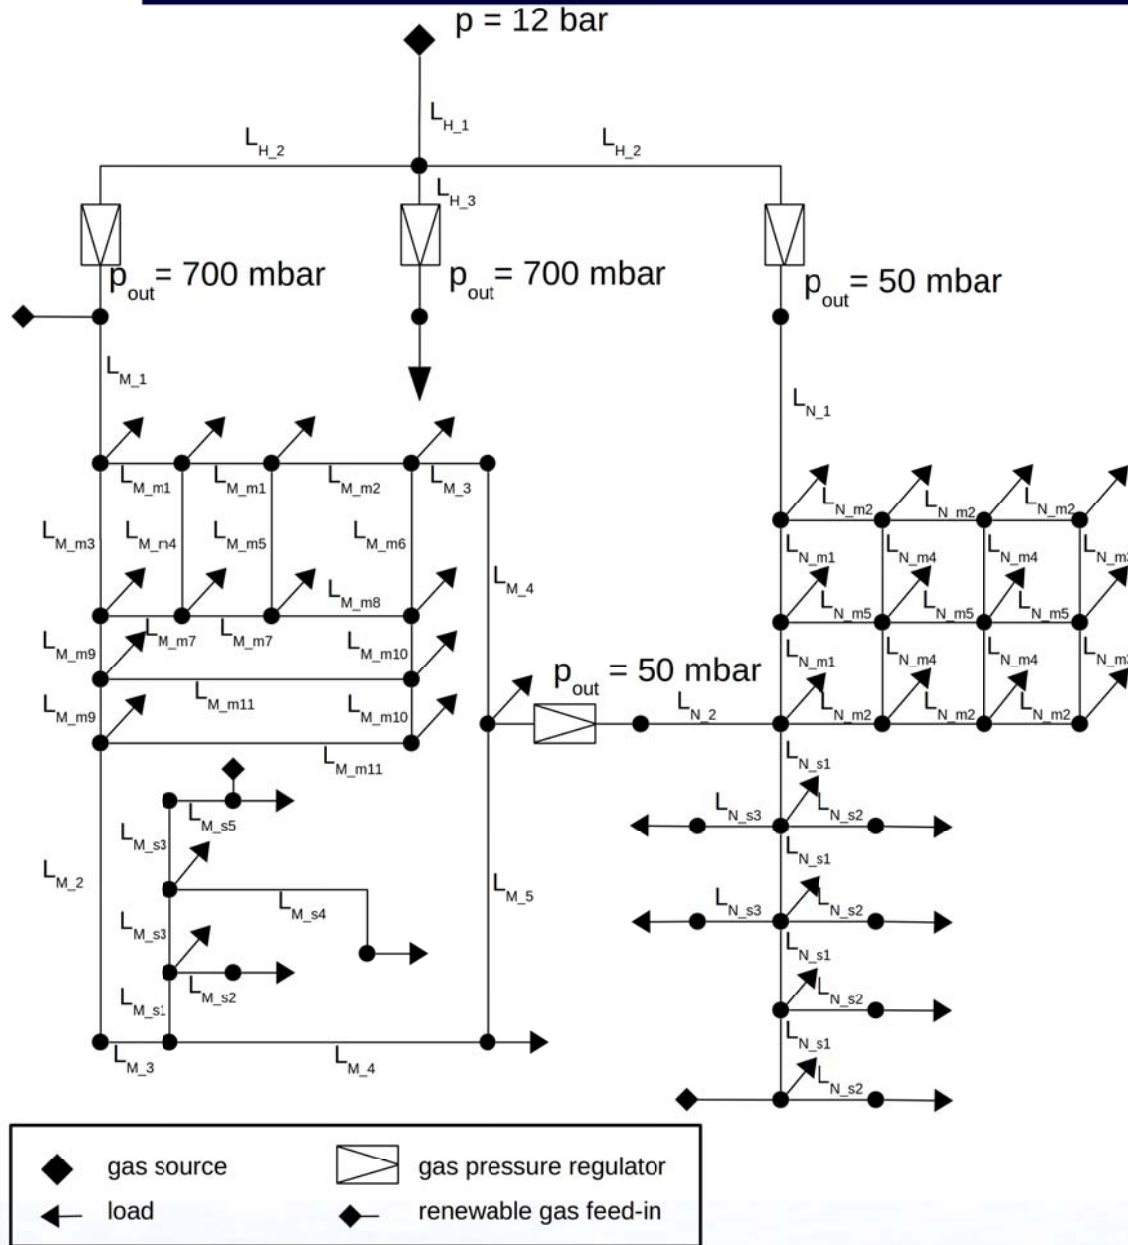 p = 12 bar
L_H_1
L_H_2
L_H_2
L_H_3
p_out = 700 mbar
p_out = 700 mbar
p_out = 50 mbar
L_M_1
L_N_1
L_M_m1
L_M_m1
L_M_m2
L_M_3
L_N_m2
L_N_m2
L_N_m2
L_M_m3
L_M_m4
L_M_m5
L_M_m6
L_N_m1
L_N_m4
L_N_m4
L_N_m3
L_M_4
L_M_m8
L_N_m5
L_N_m5
L_N_m5
L_M_m9
L_M_m7
L_M_m7
L_M_m10
L_N_m1
L_N_m4
L_N_m4
L_N_m3
p_out = 50 mbar
L_M_m11
L_M_m9
L_M_m10
L_N_2
L_N_m2
L_N_m2
L_N_m2
L_M_m11
L_N_s1
L_M_s5
L_N_s3
L_N_s2
L_M_s3
L_N_s1
L_M_2
L_M_s4
L_M_5
L_N_s3
L_N_s2
L_M_s3
L_N_s1
L_M_s2
L_N_s2
L_M_s1
L_N_s1
L_M_3
L_M_4
L_N_s2
gas source
gas pressure regulator
load
renewable gas feed-in